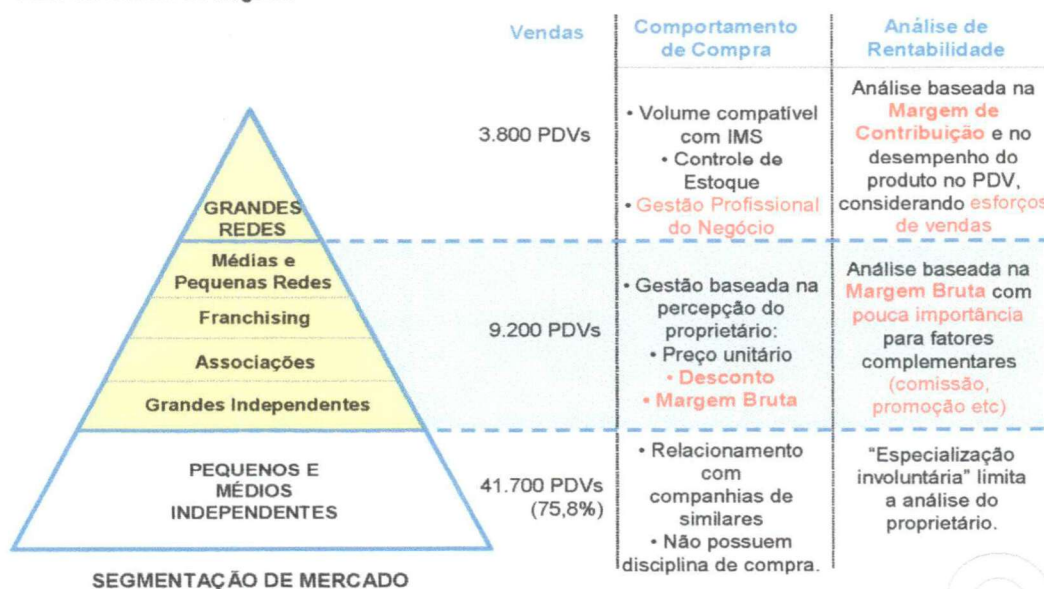 Vendas
Comportamento
de Compra
Análise de
Rentabilidade
GRANDES
REDES
3.800 PDVs
• Volume compatível
com IMS
• Controle de
Estoque
• Gestão Profissional
do Negócio
Análise baseada na
Margem de
Contribuição e no
desempenho do
produto no PDV,
considerando esforços
de vendas
Médias e
Pequenas Redes
Franchising
Associações
Grandes Independentes
9.200 PDVs
• Gestão baseada na
percepção do
proprietário:
• Preço unitário
• Desconto
• Margem Bruta
Análise baseada na
Margem Bruta com
pouca importância
para fatores
complementares
(comissão,
promoção etc)
PEQUENOS E
MÉDIOS
INDEPENDENTES
41.700 PDVs
(75,8%)
• Relacionamento
com
companhias de
similares
• Não possuem
disciplina de compra.
"Especialização
involuntária" limita
a análise do
proprietário.
SEGMENTAÇÃO DE MERCADO